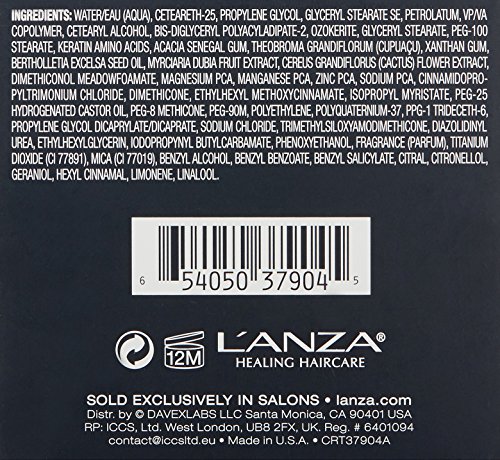 INGREDIENTS: WATER/EAU (AQUA), CETEARETH-25, PROPYLENE GLYCOL, GLYCERYL STEARATE SE, PETROLATUM, VP/VA
COPOLYMER, CETEARYL ALCOHOL, BIS-DIGLYCERYL POLYACYLADIPATE-2, OZOKERITE, GLYCERYL STEARATE, PEG-100
STEARATE, KERATIN AMINO ACIDS, ACACIA SENEGAL GUM, THEOBROMA GRANDIFLORUM (CUPUAÇU), XANTHAN GUM,
BERTHOLLETIA EXCELSA SEED OIL, MYRCIARIA DUBIA FRUIT EXTRACT, CEREUS GRANDIFLORUS (CACTUS) FLOWER EXTRACT,
DIMETHICONOL MEADOWFOAMATE, MAGNESIUM PCA, MANGANESE PCA, ZINC PCA, SODIUM PCA, CINNAMIDOPRO-
PYLTRIMONIUM CHLORIDE, DIMETHICONE, ETHYLHEXYL METHOXYCINNAMATE, ISOPROPYL MYRISTATE, PEG-25
HYDROGENATED CASTOR OIL, PEG-8 METHICONE, PEG-90M, POLYETHYLENE, POLYQUATERNIUM-37, PPG-1 TRIDECETH-6,
PROPYLENE GLYCOL DICAPRYLATE/DICAPRATE, SODIUM CHLORIDE, TRIMETHYLSILOXYAMODIMETHICONE, DIAZOLIDINYL
UREA, ETHYLHEXYLGLYCERIN, IODOPROPYNYL BUTYLCARBAMATE, PHENOXYETHANOL, FRAGRANCE (PARFUM), TITANIUM
DIOXIDE (CI 77891), MICA (CI 77019), BENZYL ALCOHOL, BENZYL BENZOATE, BENZYL SALICYLATE, CITRAL, CITRONELLOL,
GERANIOL, HEXYL CINNAMAL, LIMONENE, LINALOOL.
6 54050 37904 5
12M L'ANZA®
HEALING HAIRCARE
SOLD EXCLUSIVELY IN SALONS • lanza.com
Distr. by © DAVEXLABS LLC Santa Monica, CA 90401 USA
RP: ICCS, Ltd. West London, UB8 2FX, UK • Reg. # 6401094
contact@iccsltd.eu • Made in U.S.A. • CRT37904A